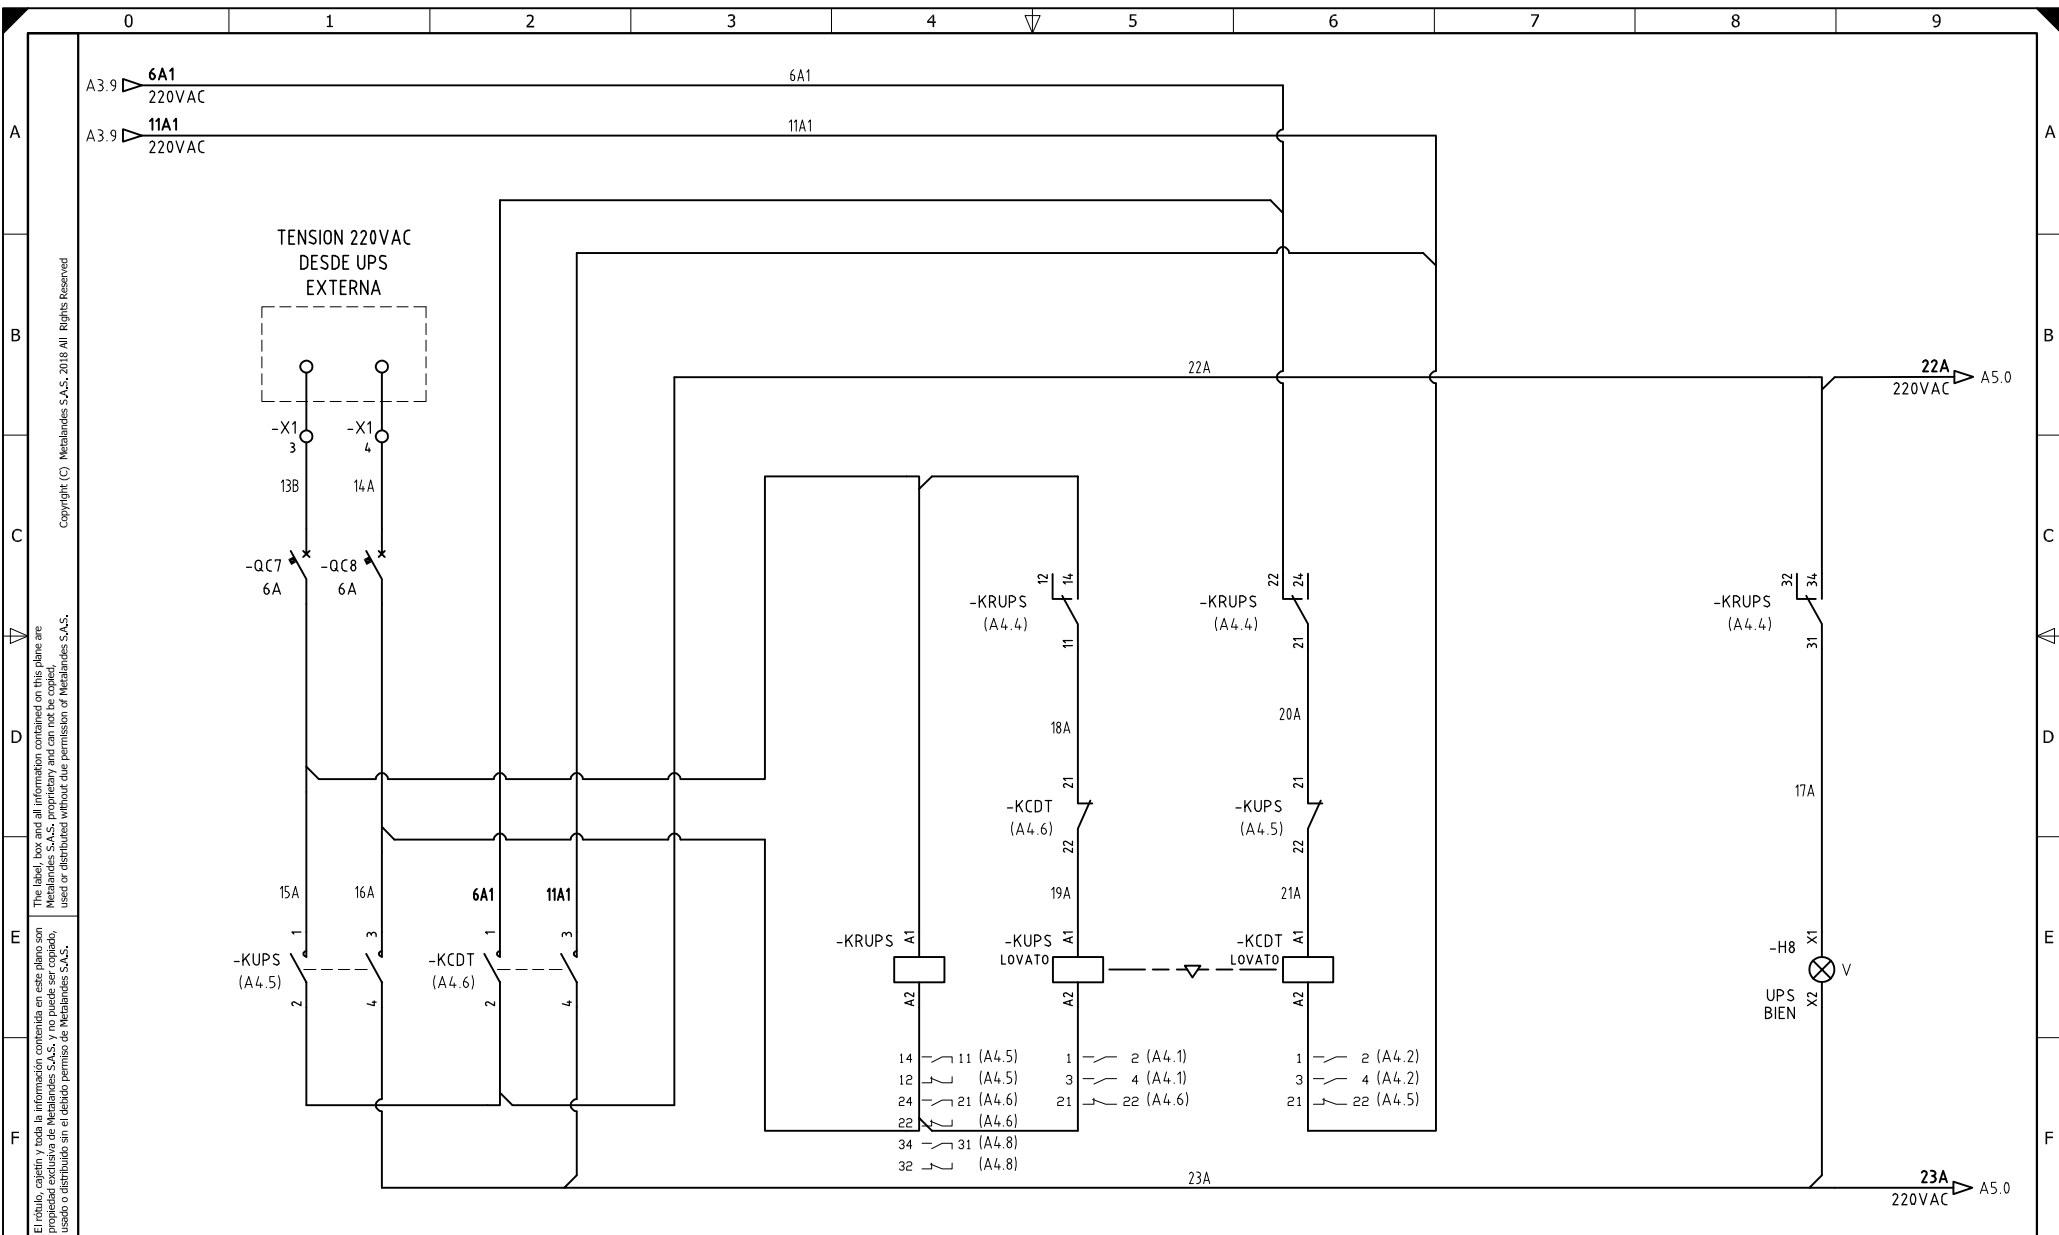 0 1 2 3 4 5 6 7 8 9
A3.9 6A1
220VAC
6A1
A3.9 11A1
220VAC
11A1
A A
TENSION 220VAC
DESDE UPS
EXTERNA
B B
22A
22A
220VAC
A5.0
-X1
3
-X1
4
13B
14A
C C
-QC7
6A
-QC8
6A
12 14
-KRUPS
(A4.4)
11
22 24
-KRUPS
(A4.4)
21
32 34
-KRUPS
(A4.4)
31
D D
18A
20A
17A
21
-KCDT
(A4.6)
22
21
-KUPS
(A4.5)
22
15A
16A
6A1
11A1
19A
21A
E E
1 3
-KUPS
(A4.5)
2 4
1 3
-KCDT
(A4.6)
2 4
-KRUPS
A1
A2
-KUPS
LOVATO
A1
A2
-KCDT
LOVATO
A1
A2
-H8
X1
V
UPS
BIEN
X2
14 11 (A4.5)
12 (A4.5)
24 21 (A4.6)
22 (A4.6)
34 31 (A4.8)
32 (A4.8)
1 2 (A4.1)
3 4 (A4.1)
21 22 (A4.6)
1 2 (A4.2)
3 4 (A4.2)
21 22 (A4.5)
F F
23A
23A
220VAC
A5.0
Copyright (C) Metalandes S.A.S. 2018 All Rights Reserved
The label, box and all information contained on this plane are
Metalandes S.A.S. proprietary and can not be copied,
used or distributed without due permission of Metalandes S.A.S.
El rótulo, cajetín y toda la información contenida en este plano son
propiedad exclusiva de Metalandes S.A.S. y no puede ser copiado,
usado o distribuido sin el debido permiso de Metalandes S.A.S.